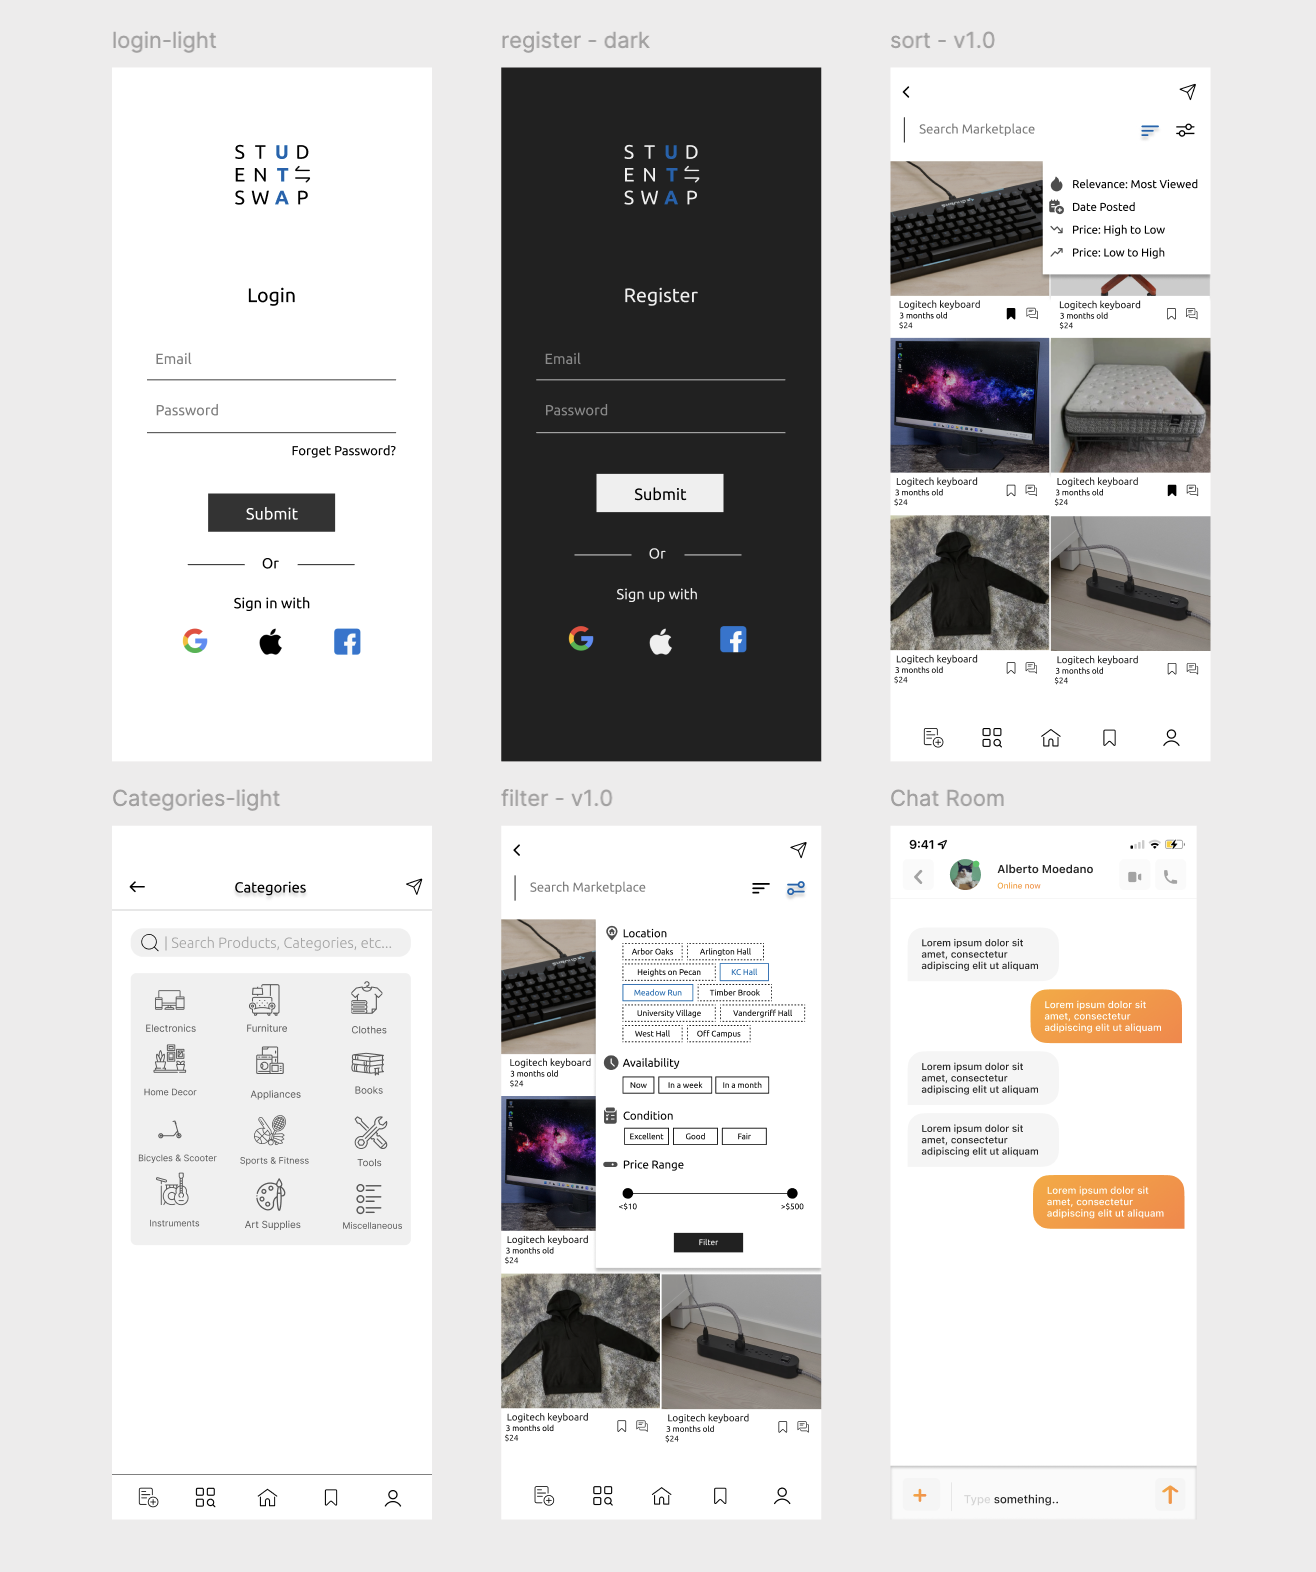 login-light
STUD
ENT
SWAP
Login
Email
Password
Forget Password?
Submit
Or
Sign in with
register - dark
STUD
ENT
SWAP
Register
Email
Password
Submit
Or
Sign up with
sort - v1.0
Search Marketplace
Relevance: Most Viewed
Date Posted
Price: High to Low
Price: Low to High
Logitech keyboard
3 months old
$24
Logitech keyboard
3 months old
$24
Logitech keyboard
3 months old
$24
Logitech keyboard
3 months old
$24
Logitech keyboard
3 months old
$24
Logitech keyboard
3 months old
$24
Categories-light
Categories
Search Products, Categories, etc...
Electronics
Furniture
Clothes
Home Decor
Appliances
Books
Bicycles & Scooter
Sports & Fitness
Tools
Instruments
Art Supplies
Miscellaneous
filter - v1.0
Search Marketplace
Location
Arbor Oaks
Arlington Hall
Heights on Pecan
KC Hall
Meadow Run
Timber Brook
University Village
Vandergriff Hall
West Hall
Off Campus
Availability
Now
In a week
In a month
Condition
Excellent
Good
Fair
Price Range
<$10
>$500
Filter
Logitech keyboard
3 months old
$24
Logitech keyboard
3 months old
$24
Logitech keyboard
3 months old
$24
Logitech keyboard
3 months old
$24
Chat Room
9:41
Alberto Moedano
Online now
Lorem ipsum dolor sit
amet, consectetur
adipiscing elit ut aliquam
Lorem ipsum dolor sit
amet, consectetur
adipiscing elit ut aliquam
Lorem ipsum dolor sit
amet, consectetur
adipiscing elit ut aliquam
Lorem ipsum dolor sit
amet, consectetur
adipiscing elit ut aliquam
Lorem ipsum dolor sit
amet, consectetur
adipiscing elit ut aliquam
Type something..